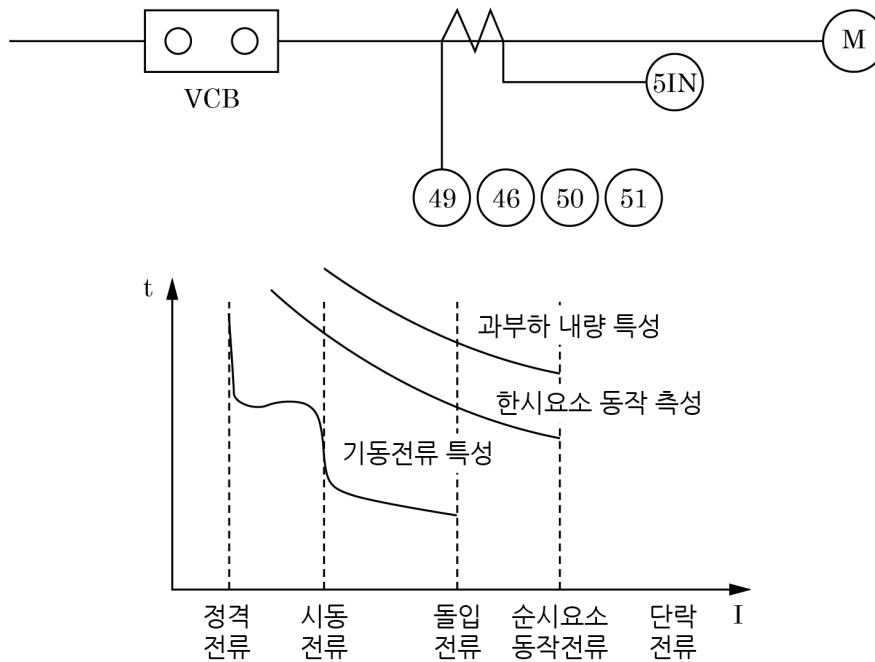 M
5IN
VCB
49 46 50 51
t
과부하 내량 특성
한시요소 동작 측성
기동전류 특성
정격 시동 돌입 순시요소 단락 I
전류 전류 전류 동작전류 전류